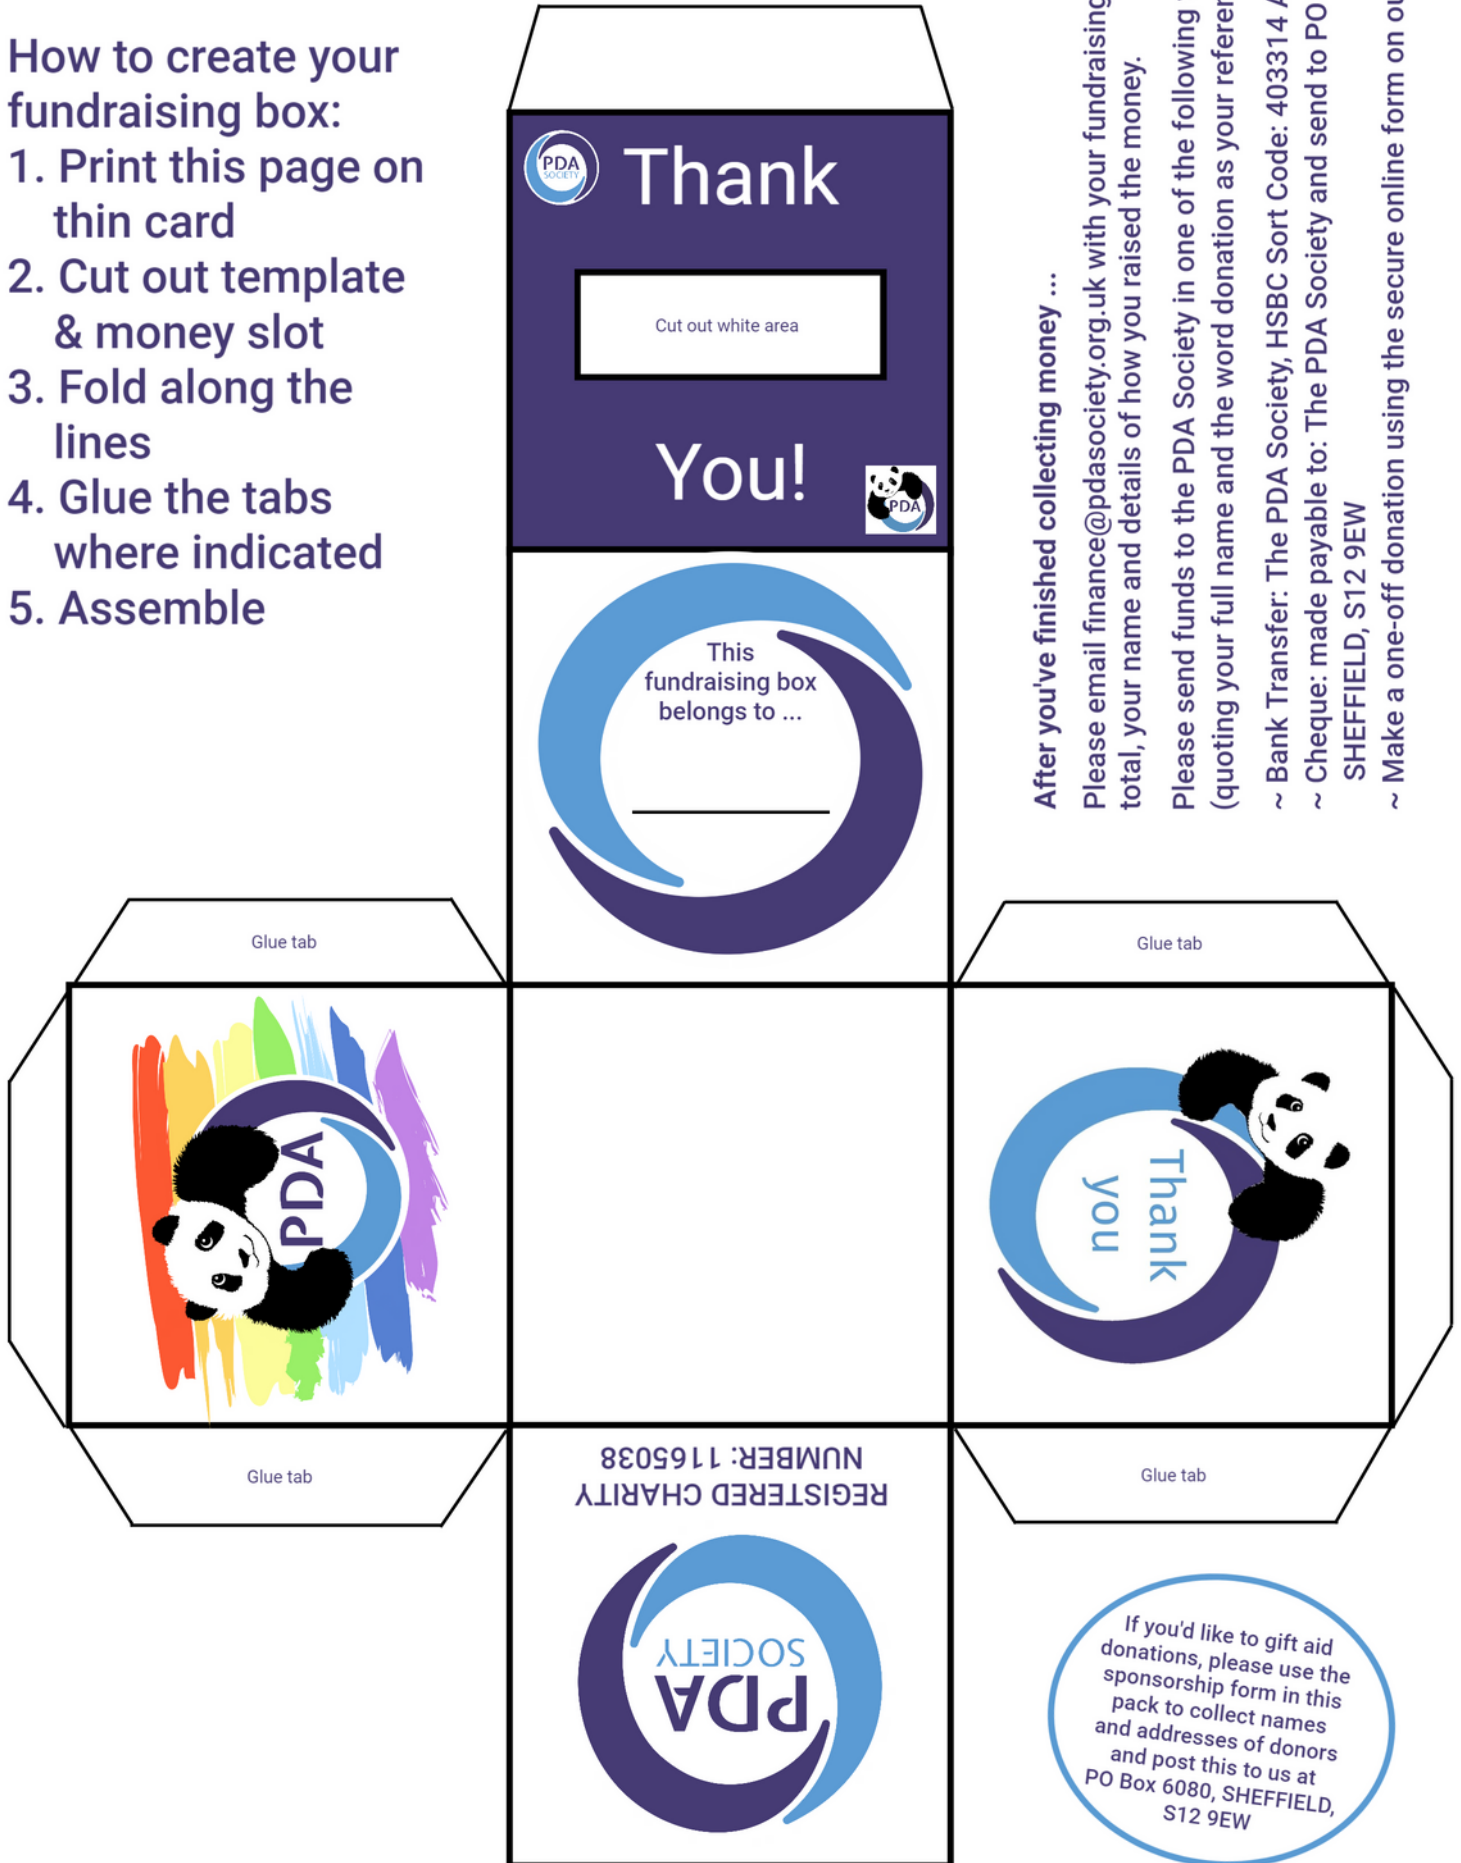 How to create your
fundraising box:
1. Print this page on
thin card
2. Cut out template
& money slot
3. Fold along the
lines
4. Glue the tabs
where indicated
5. Assemble
PDA
SOCIETY
Thank
Cut out white area
You!
PDA
This
fundraising box
belongs to ...
After you've finished collecting money ...
Please email finance@pdasociety.org.uk with your fundraising
total, your name and details of how you raised the money.
Please send funds to the PDA Society in one of the following
(quoting your full name and the word donation as your
~ Bank Transfer: The PDA Society, HSBC Sort Code: 403314
~ Cheque: made payable to: The PDA Society and send to PO
SHEFFIELD, S12 9EW
~ Make a one-off donation using the secure online form on
Glue tab
Glue tab
PDA
Thank
you
Glue tab
Glue tab
REGISTERED CHARITY
NUMBER: 1165038
PDA
SOCIETY
If you'd like to gift aid
donations, please use the
sponsorship form in this
pack to collect names
and addresses of donors
and post this to us at
PO Box 6080, SHEFFIELD,
S12 9EW